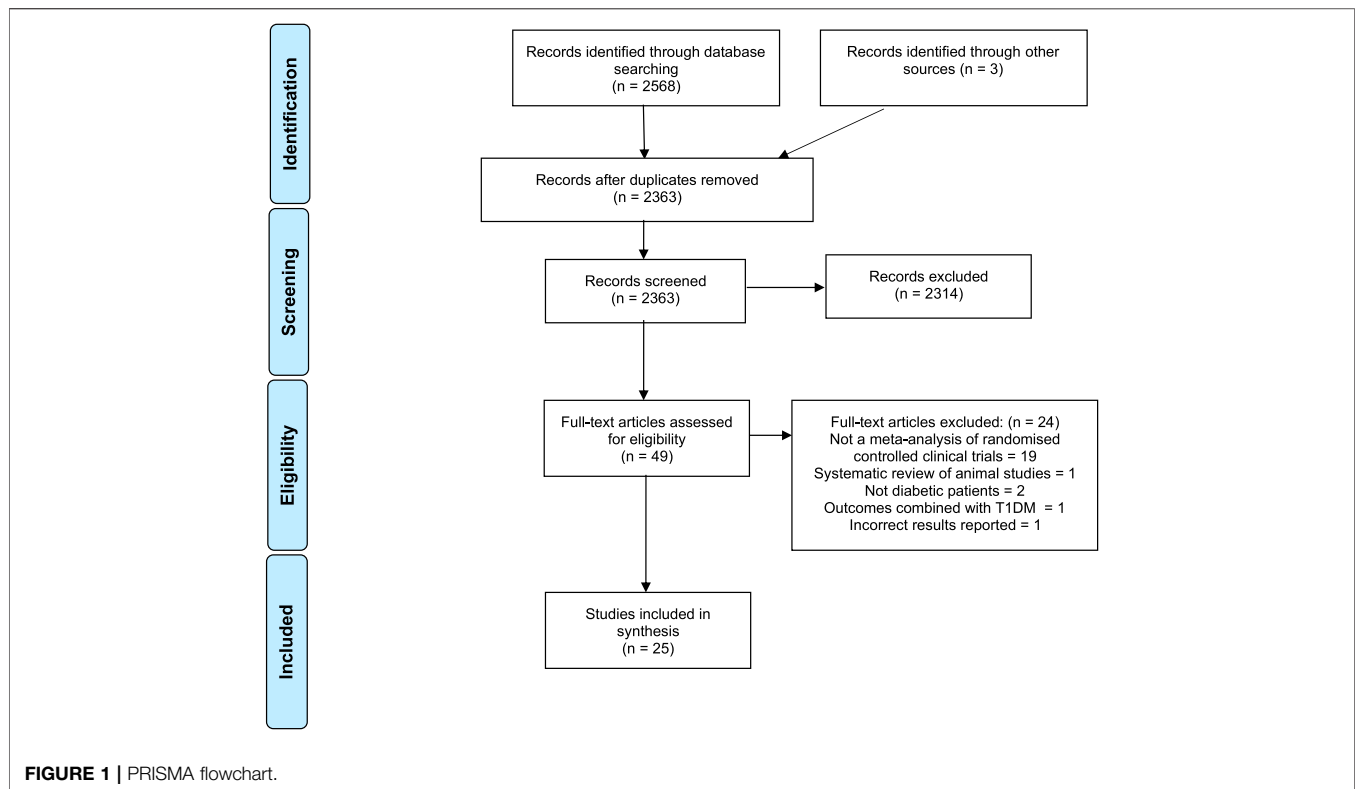 Identification
Records identified through database
searching
(n = 2568)
Records identified through other
sources (n = 3)
Records after duplicates removed
(n = 2363)
Screening
Records screened
(n = 2363)
Records excluded
(n = 2314)
Eligibility
Full-text articles assessed
for eligibility
(n = 49)
Full-text articles excluded: (n = 24)
Not a meta-analysis of randomised
controlled clinical trials = 19
Systematic review of animal studies = 1
Not diabetic patients = 2
Outcomes combined with T1DM = 1
Incorrect results reported = 1
Included
Studies included in
synthesis
(n = 25)
FIGURE 1 | PRISMA flowchart.